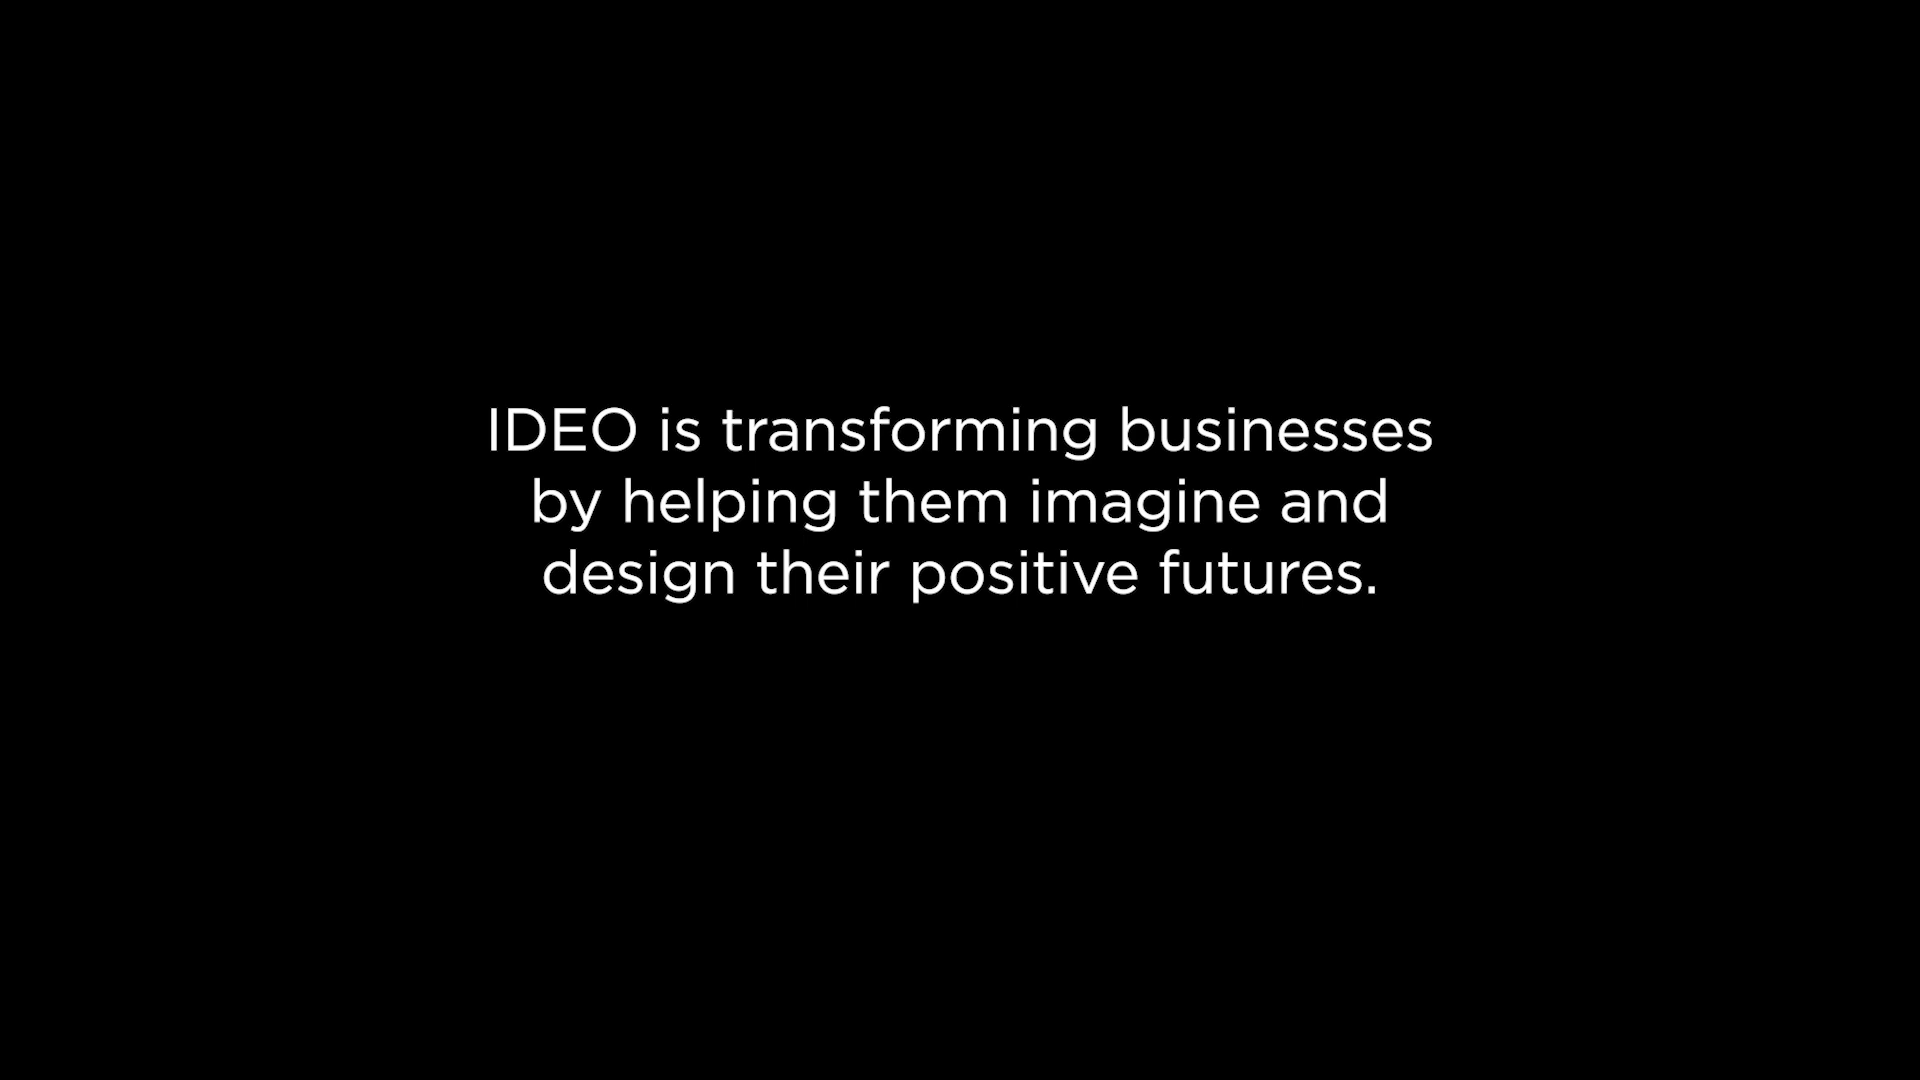 IDEO is transforming businesses
by helping them imagine and
design their positive futures.